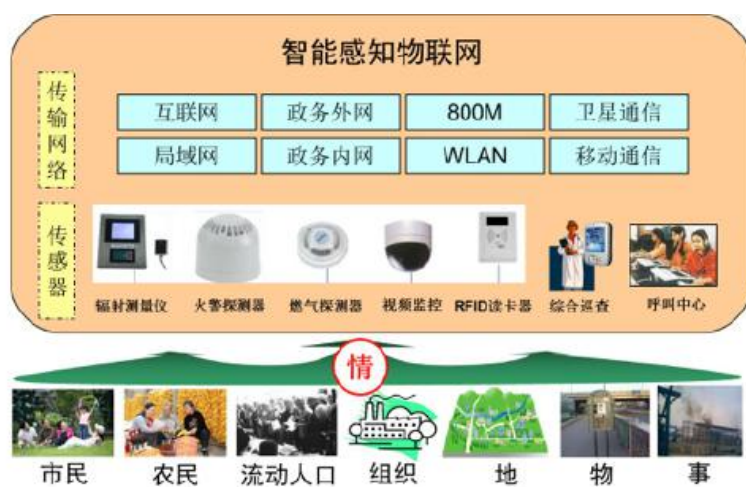 智能感知物联网
传输网络
互联网 政务外网 800M 卫星通信
局域网 政务内网 WLAN 移动通信
传感器
辐射测量仪 火警探测器 燃气探测器 视频监控 RFID读卡器 综合巡查 呼叫中心
情
市民 农民 流动人口 组织 地 物 事